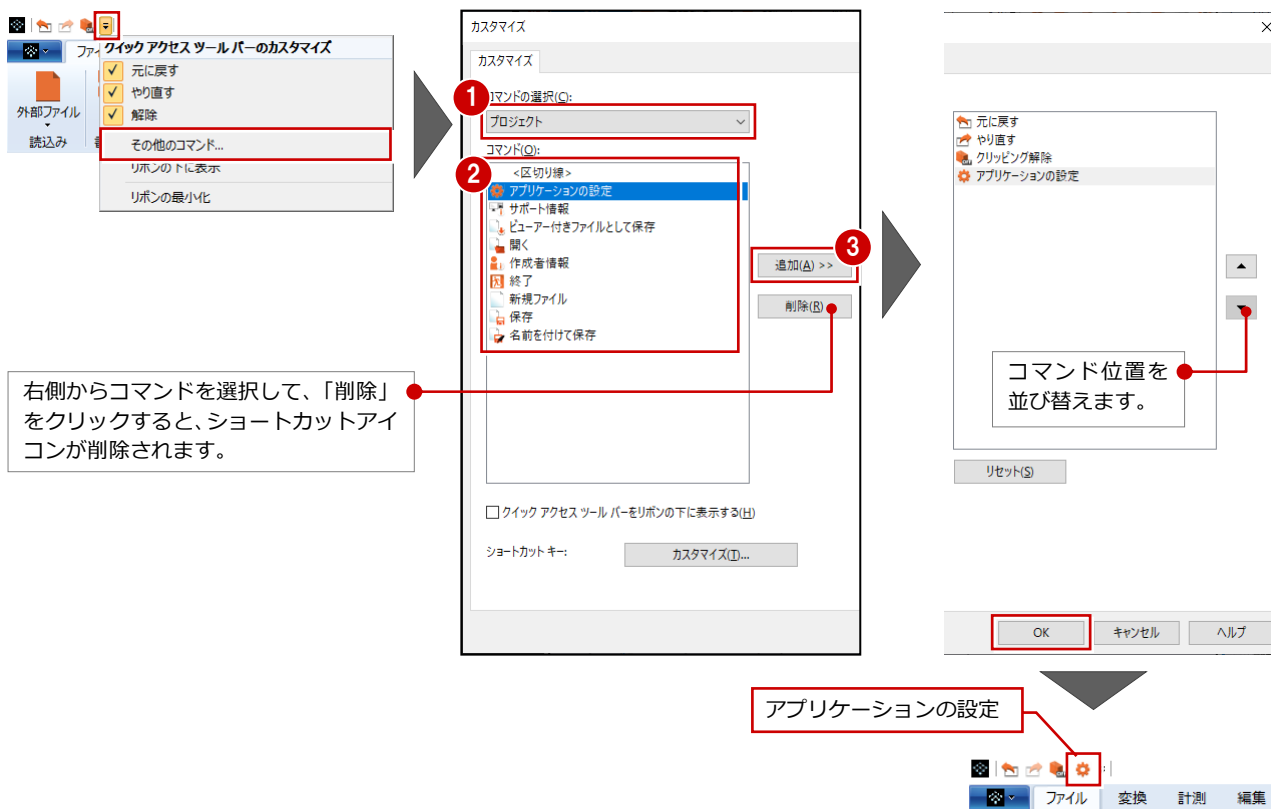 クイック アクセス ツール バーのカスタマイズ
ファ
元に戻す
やり直す
解除
外部ファイル
読込み
その他のコマンド...
リボンの下に表示
リボンの最小化
カスタマイズ
カスタマイズ
1
コマンドの選択(C):
プロジェクト
コマンド(O):
2
<区切り線>
アプリケーションの設定
サポート情報
ビューアー付きファイルとして保存
開く
作成者情報
終了
新規ファイル
保存
名前を付けて保存
3
追加(A) >>
削除(R)
右側からコマンドを選択して、「削除」
をクリックすると、ショートカットアイ
コンが削除されます。
クイック アクセス ツール バーをリボンの下に表示する(H)
ショートカット キー:
カスタマイズ(T)...
元に戻す
やり直す
クリッピング解除
アプリケーションの設定
コマンド位置を
並び替えます。
リセット(S)
OK
キャンセル
ヘルプ
アプリケーションの設定
ファイル
変換
計測
編集